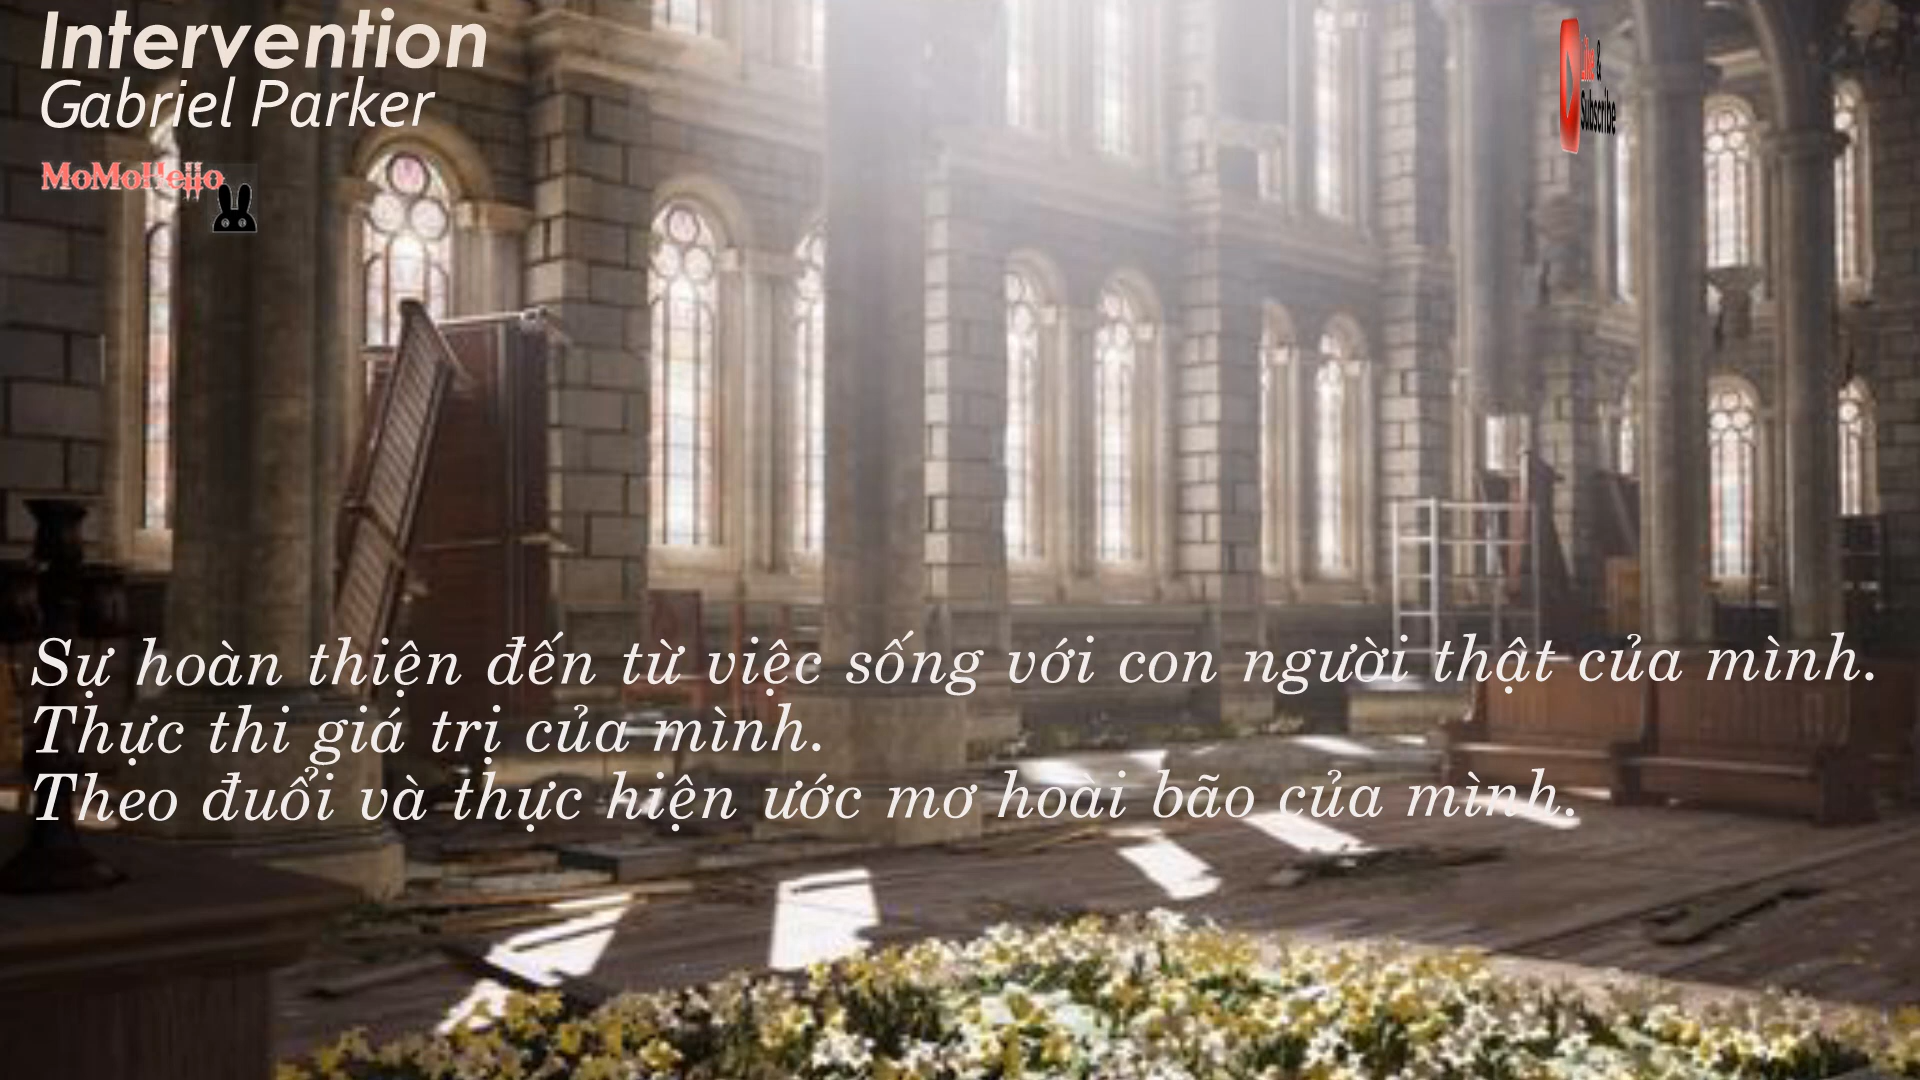 Intervention
Gabriel Parker
MoMoHello
Like &
Subscribe
Sự hoàn thiện đến từ việc sống với con người thật của mình.
Thực thi giá trị của mình.
Theo đuổi và thực hiện ước mơ hoài bão của mình.